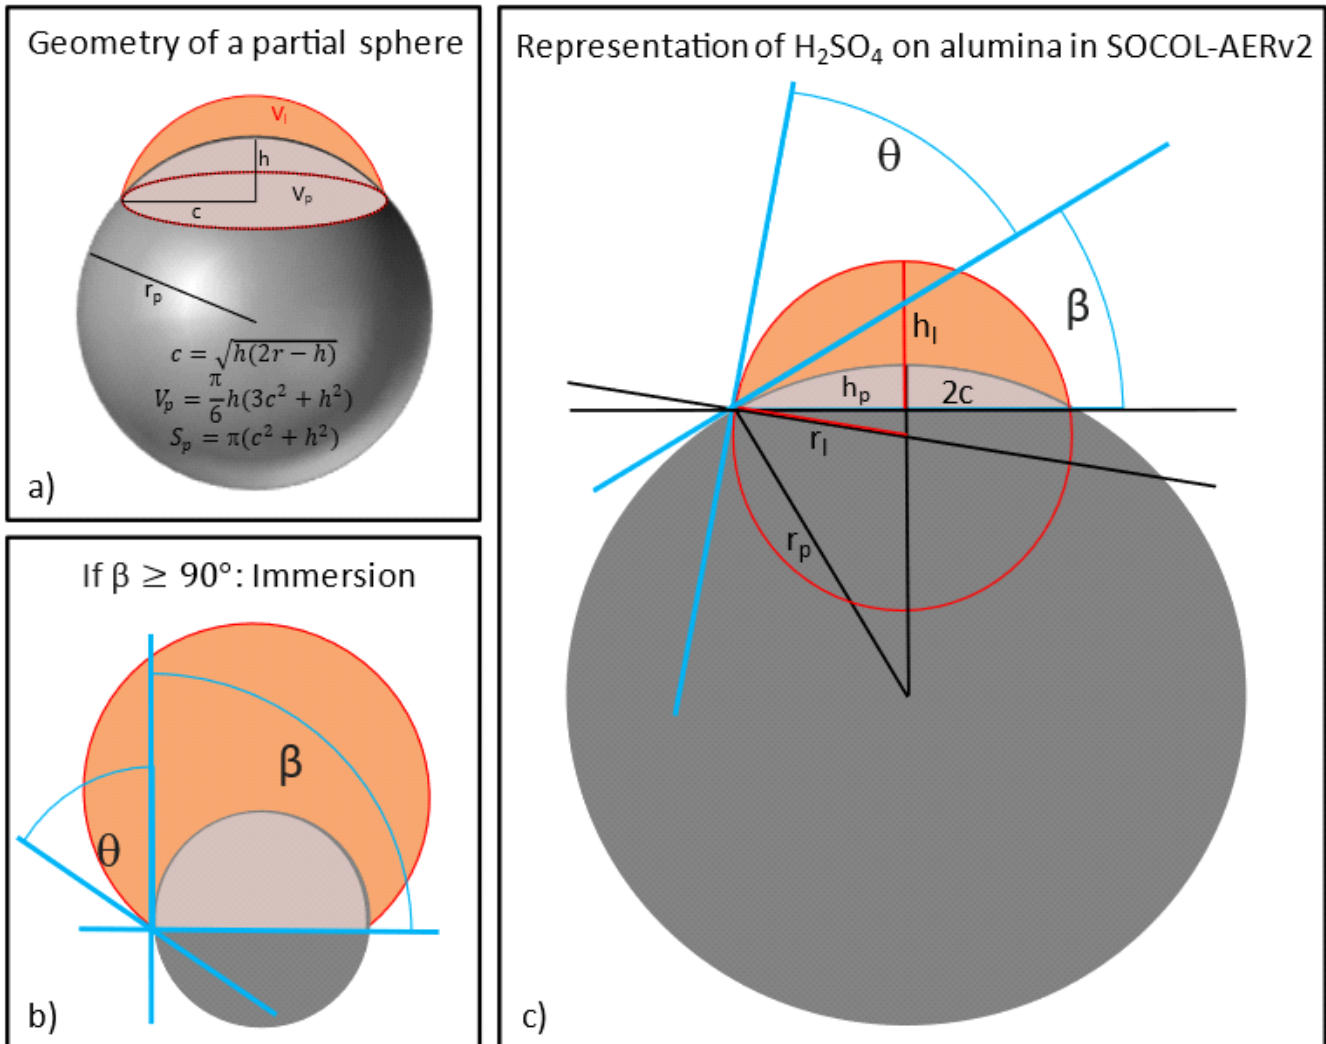 Geometry of a partial sphere
V_l
h
V_p
c
r_p
c = √(h(2r − h))
V_p = π/6 h(3c² + h²)
S_p = π(c² + h²)
a)
If β ≥ 90°: Immersion
β
θ
b)
Representation of H₂SO₄ on alumina in SOCOL-AERv2
θ
β
h_l
h_p
2c
r_l
r_p
c)